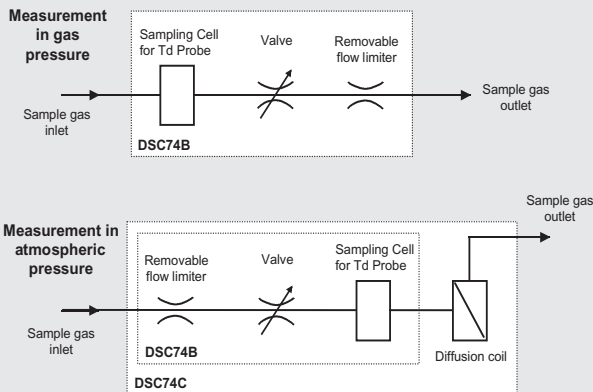 Measurement
in gas
pressure
Sampling Cell
for Td Probe
Valve
Removable
flow limiter
Sample gas
inlet
Sample gas
outlet
DSC74B
Measurement in
atmospheric
pressure
Sample gas
outlet
Removable
flow limiter
Valve
Sampling Cell
for Td Probe
Sample gas
inlet
DSC74B
Diffusion coil
DSC74C